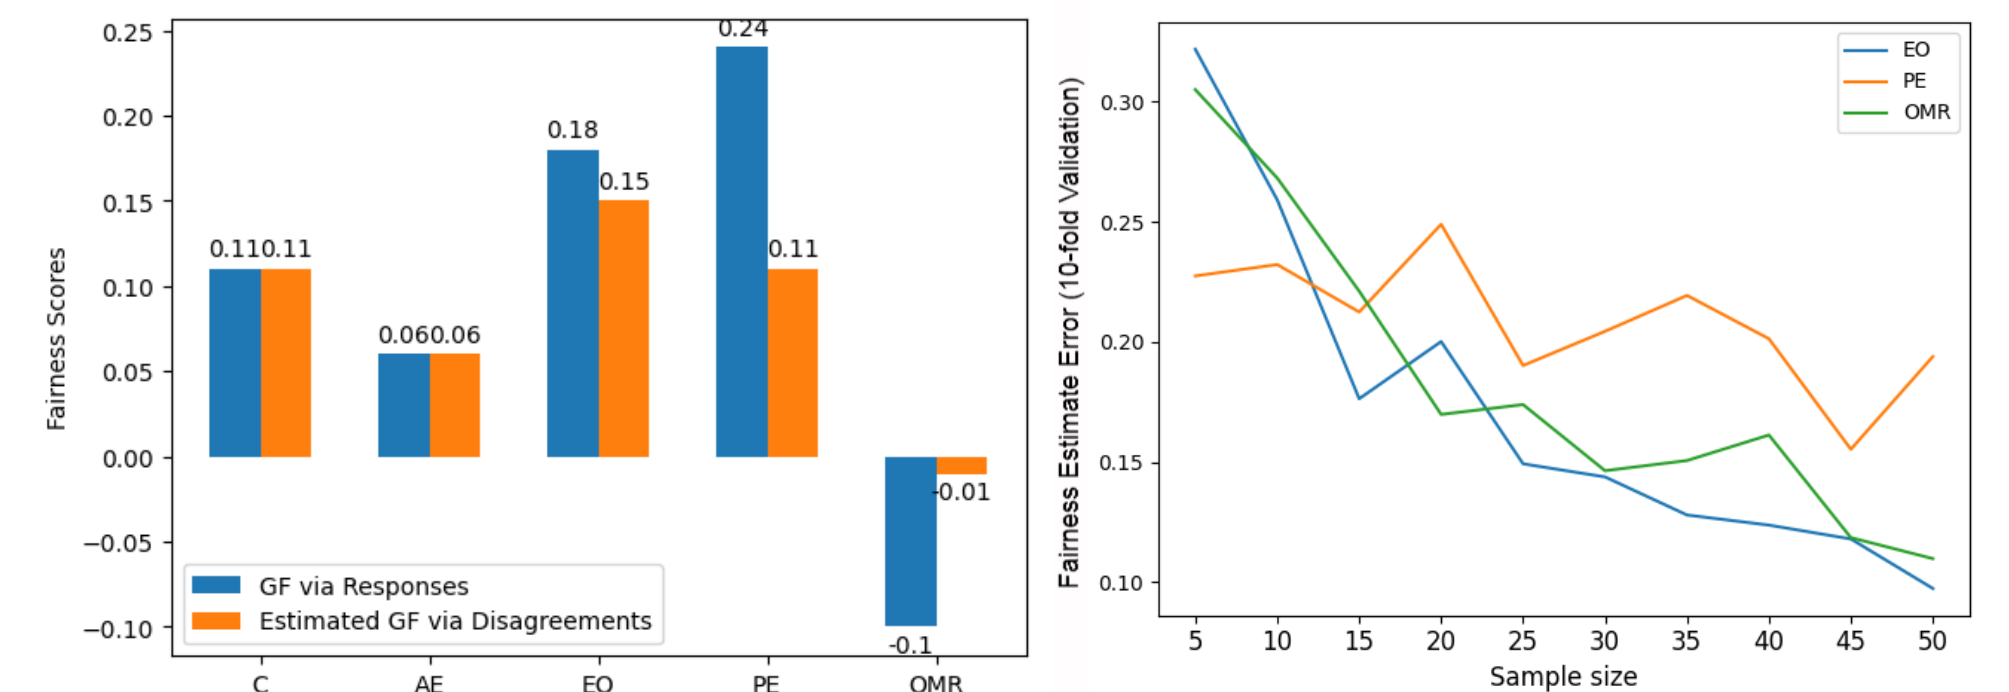 Fairness Scores
0.25
0.20
0.15
0.10
0.05
0.00
−0.05
−0.10
0.11 0.11
0.06 0.06
0.18
0.15
0.24
0.11
-0.1
-0.01
GF via Responses
Estimated GF via Disagreements
C AE EO PE OMR
Fairness Estimate Error (10-fold Validation)
0.30
0.25
0.20
0.15
0.10
EO
PE
OMR
5 10 15 20 25 30 35 40 45 50
Sample size